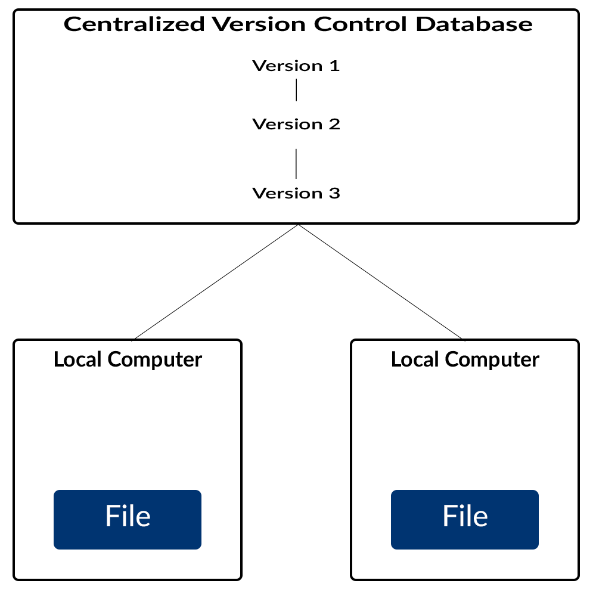 Centralized Version Control Database
Version 1
Version 2
Version 3
Local Computer
File
Local Computer
File